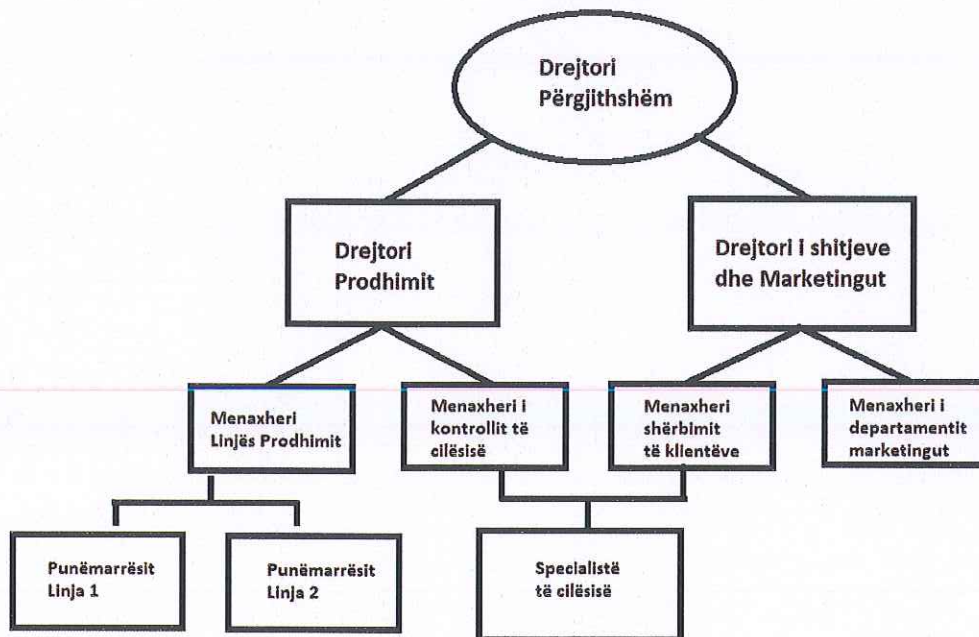 Drejtori
Përgjithshëm
Drejtori
Prodhimit
Drejtori i shitjeve
dhe Marketingut
Menaxheri
Linjës Prodhimit
Menaxheri i
kontrollit të
cilësisë
Menaxheri
shërbimit
të klientëve
Menaxheri i
departamentit
marketingut
Punëmarrësit
Linja 1
Punëmarrësit
Linja 2
Specialistë
të cilësisë